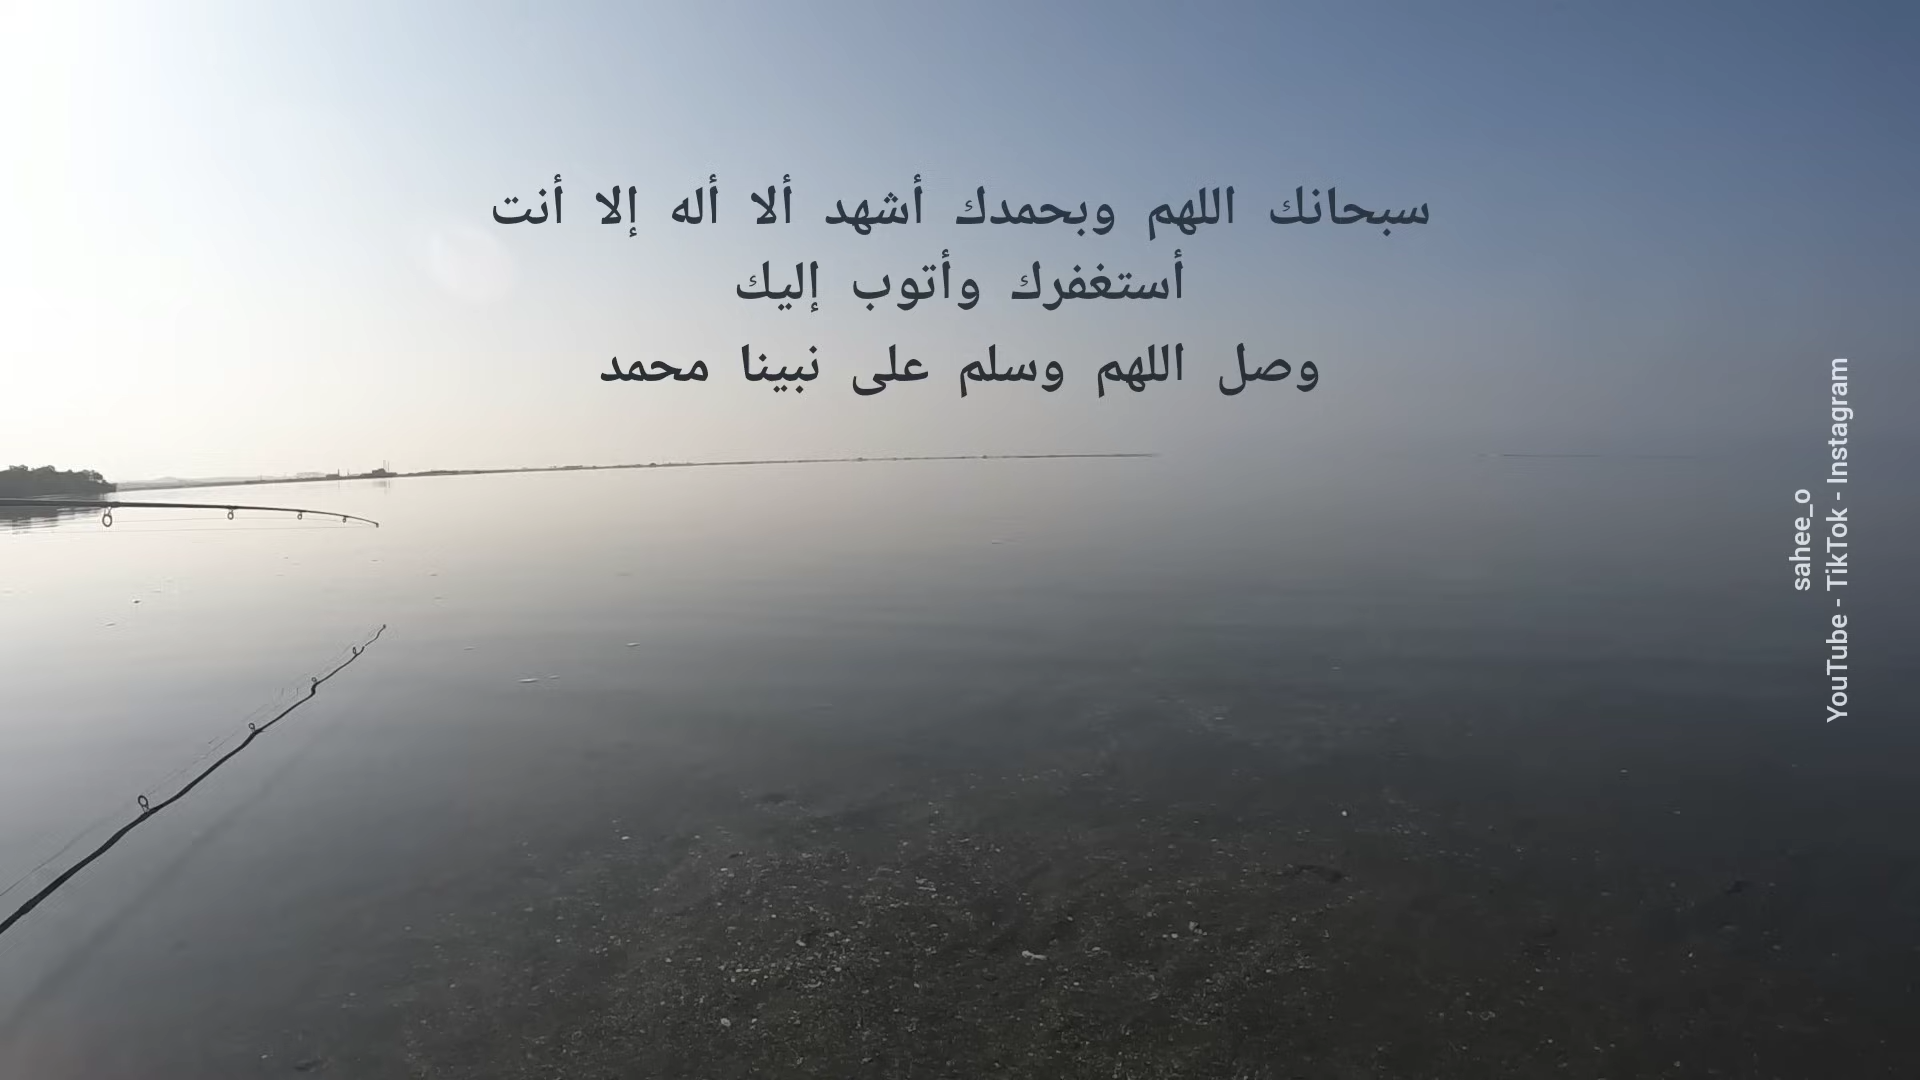 سبحانك اللهم وبحمدك أشهد ألا أله إلا أنت
أستغفرك وأتوب إليك
وصل اللهم وسلم على نبينا محمد
sahee_o
YouTube - TikTok - Instagram